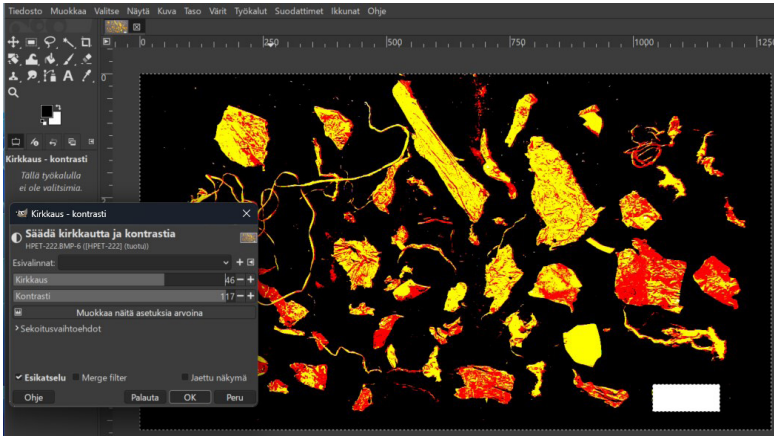 Tiedosto Muokkaa Valitse Näytä Kuva Taso Värit Työkalut Suodattimet Ikkunat Ohje
0 250 500 750 1000 1250
0
Kirkkaus - kontrasti
Tällä työkalulla
ei ole valitsimia.
Kirkkaus - kontrasti
Säädä kirkkautta ja kontrastia
HPET-222.BMP-6 ([HPET-222] (tuotu))
Esivalinnat:
Kirkkaus 46
Kontrasti 117
Muokkaa näitä asetuksia arvoina
Sekoitusvaihtoehdot
Esikatselu Merge filter Jaettu näkymä
Ohje Palauta OK Peru